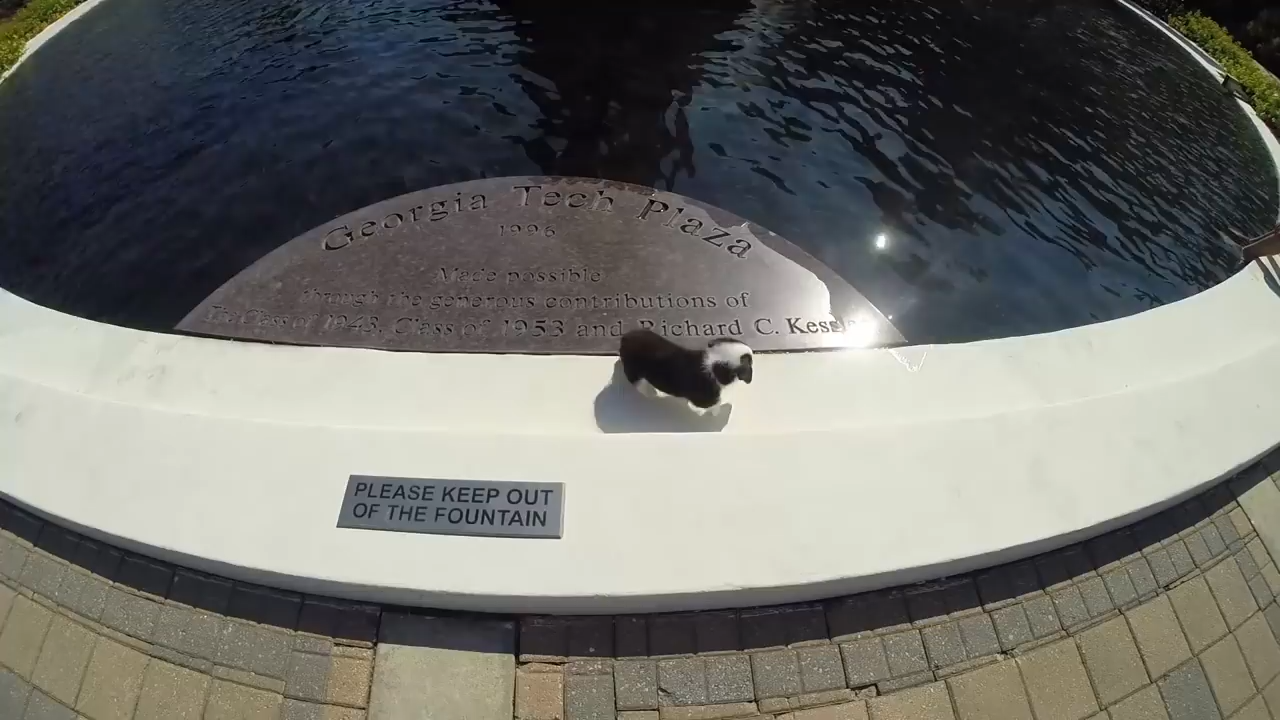 Georgia Tech Plaza
1996
Made possible
through the generous contributions of
The Class of 1943, Class of 1953 and Richard C. Kessler
PLEASE KEEP OUT
OF THE FOUNTAIN